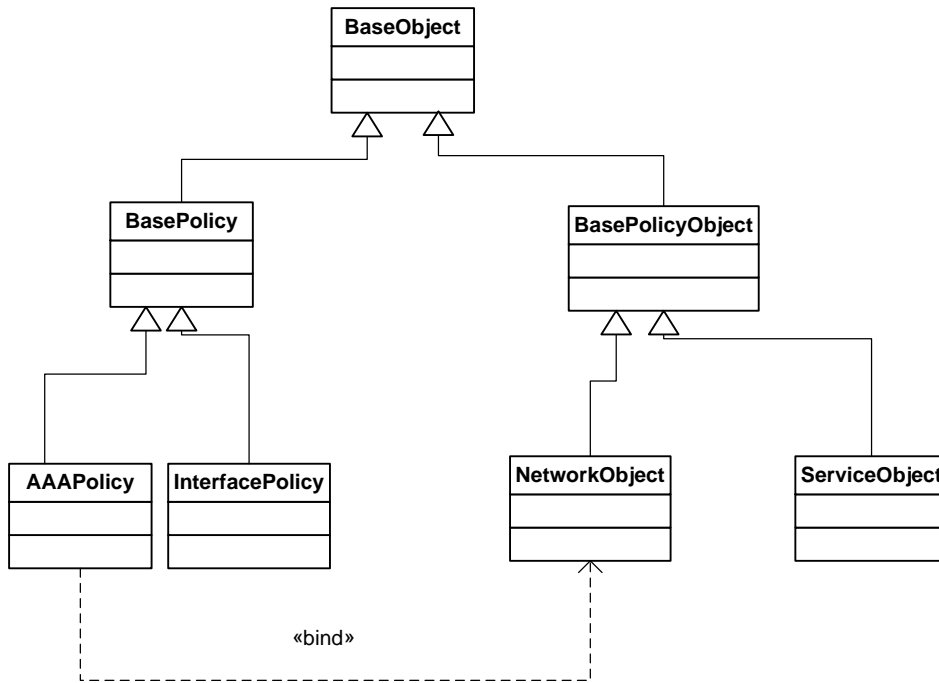 BaseObject
BasePolicy
BasePolicyObject
AAAPolicy
InterfacePolicy
NetworkObject
ServiceObject
«bind»